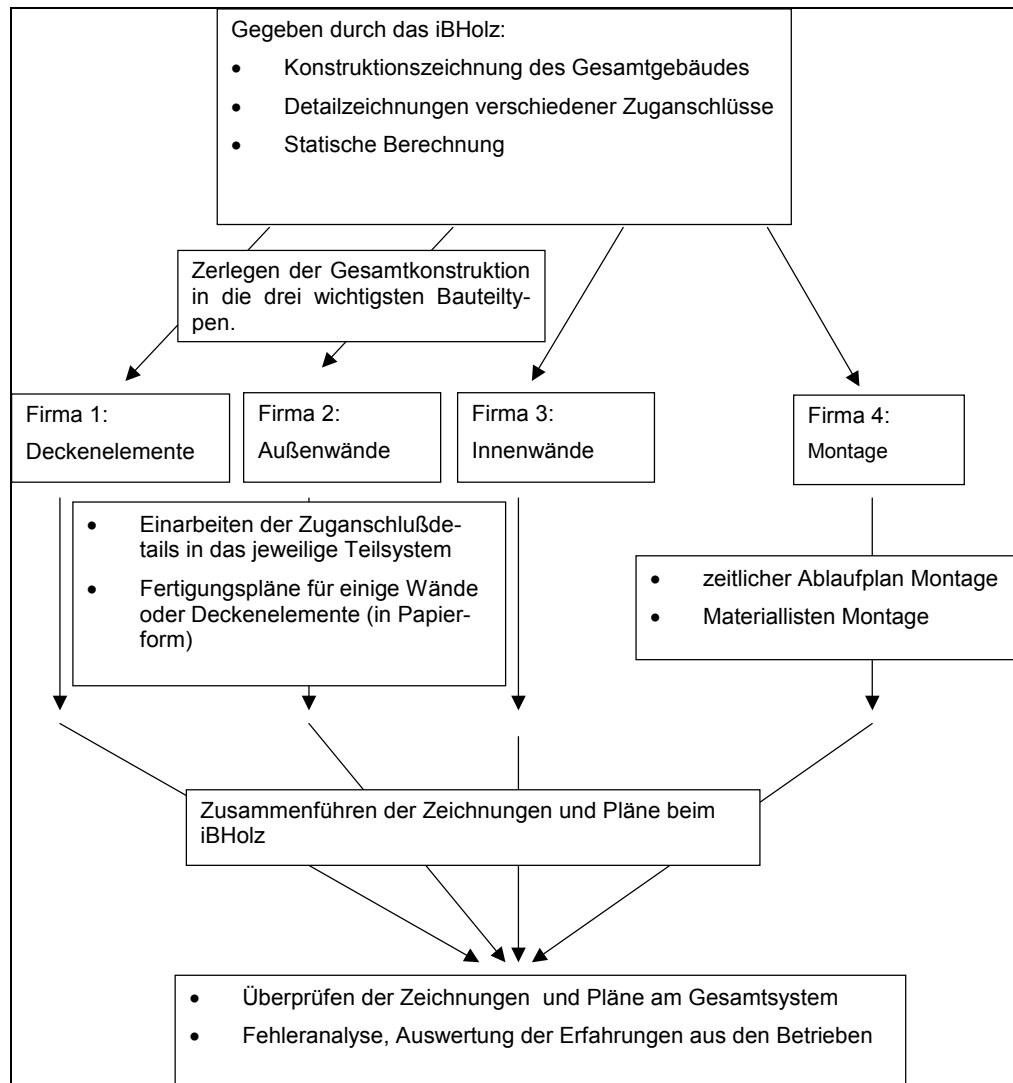 Gegeben durch das iBHolz:
• Konstruktionszeichnung des Gesamtgebäudes
• Detailzeichnungen verschiedener Zuganschlüsse
• Statische Berechnung
Zerlegen der Gesamtkonstruktion
in die drei wichtigsten Bauteilty-
pen.
Firma 1:
Deckenelemente
Firma 2:
Außenwände
Firma 3:
Innenwände
Firma 4:
Montage
• Einarbeiten der Zuganschlußde-
tails in das jeweilige Teilsystem
• Fertigungspläne für einige Wände
oder Deckenelemente (in Papier-
form)
• zeitlicher Ablaufplan Montage
• Materiallisten Montage
Zusammenführen der Zeichnungen und Pläne beim
iBHolz
• Überprüfen der Zeichnungen und Pläne am Gesamtsystem
• Fehleranalyse, Auswertung der Erfahrungen aus den Betrieben